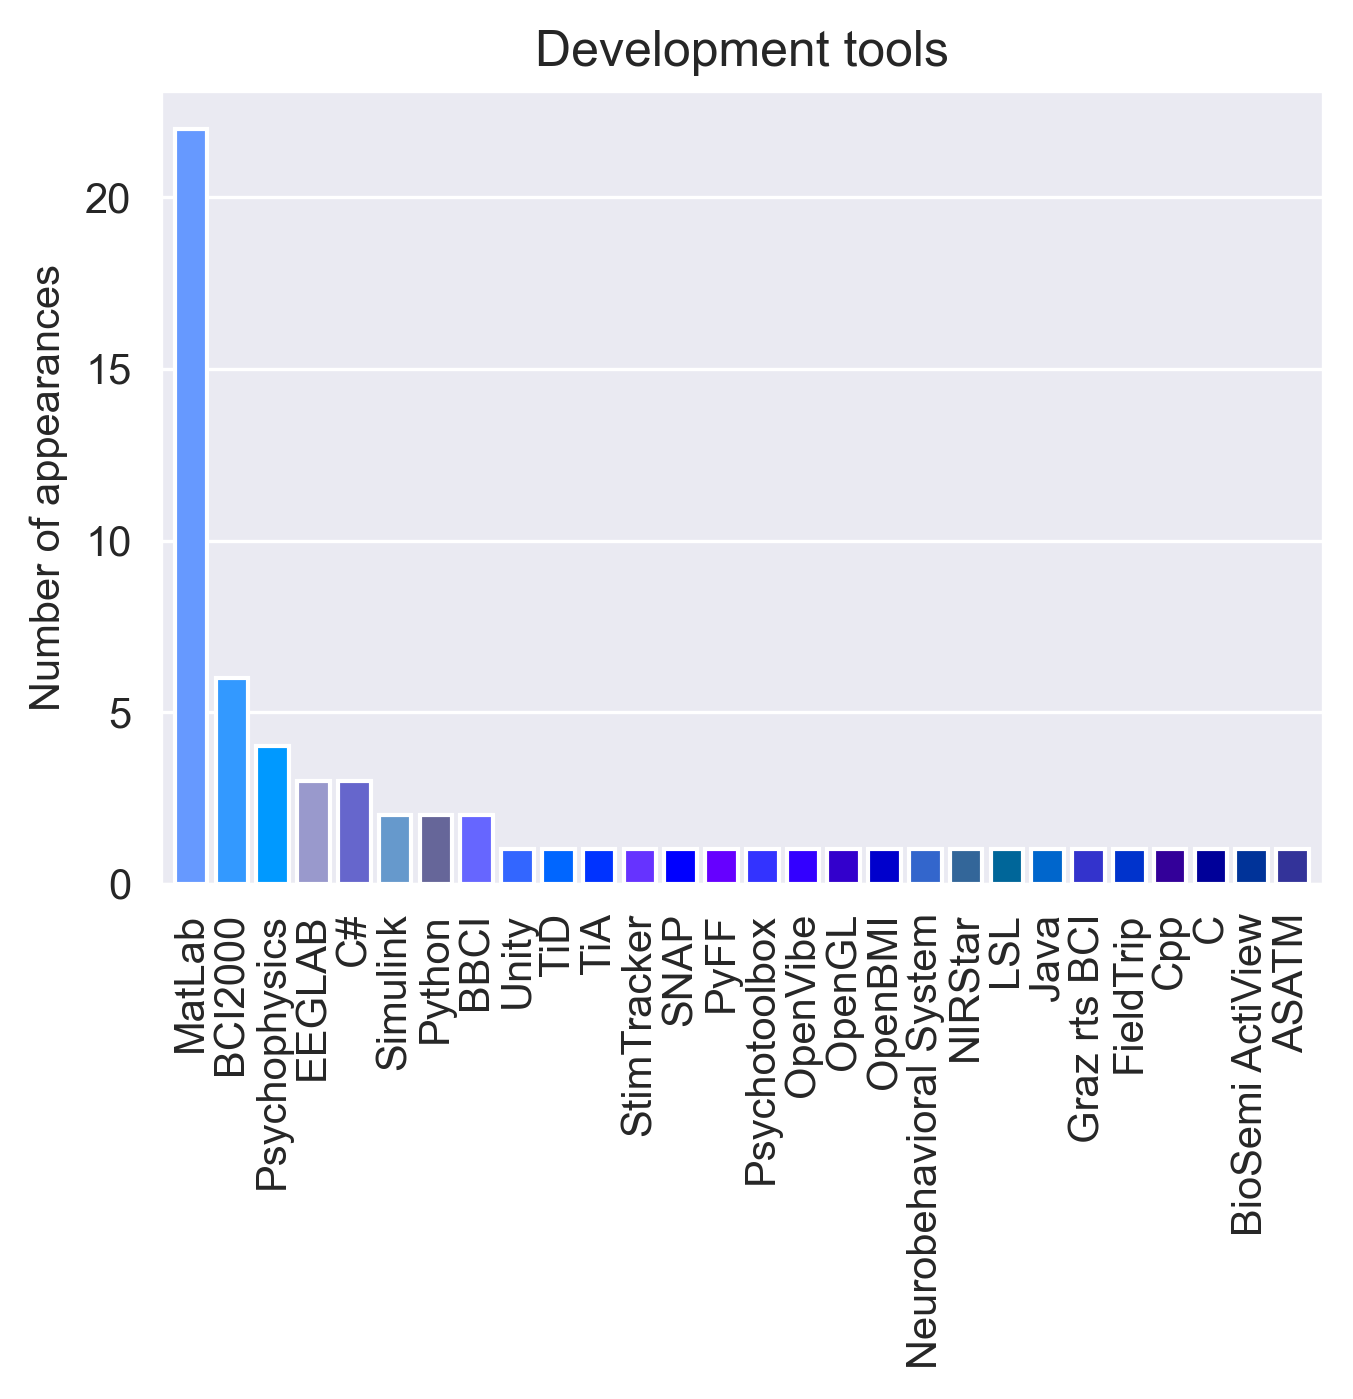 Development tools
Number of appearances
20
15
10
5
0
MatLab
BCI2000
Psychophysics
EEGLAB
C#
Simulink
Python
BBCI
Unity
TiD
TiA
StimTracker
SNAP
PyFF
Psychotoolbox
OpenVibe
OpenGL
OpenBMI
Neurobehavioral System
NIRStar
LSL
Java
Graz rts BCI
FieldTrip
Cpp
C
BioSemi ActiView
ASATM